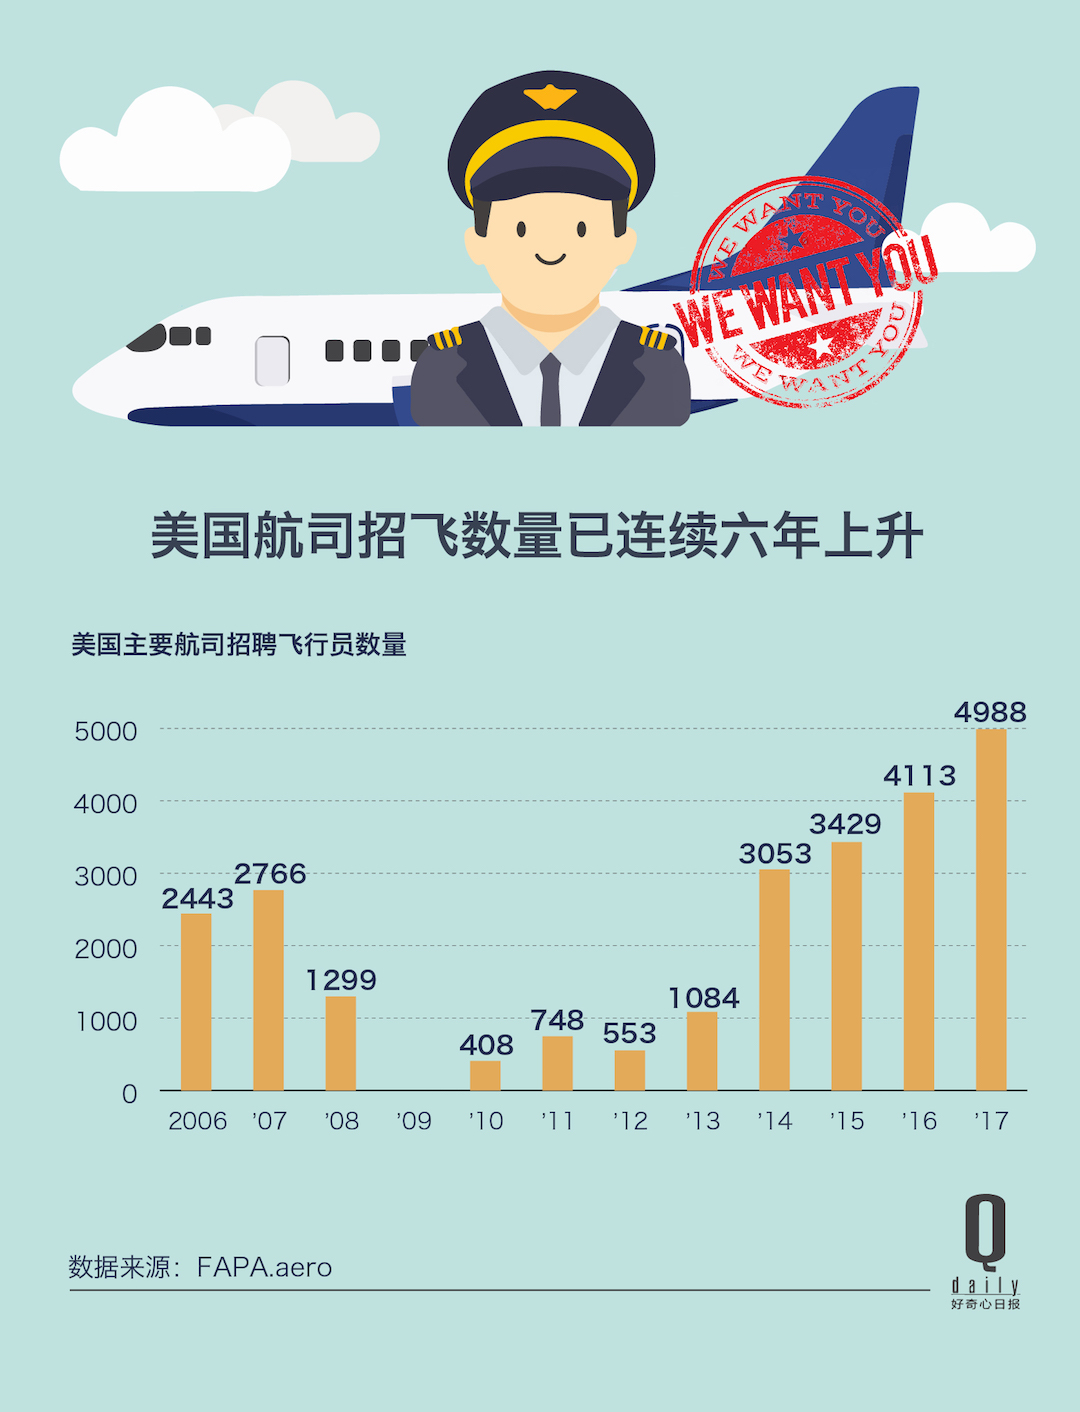 WE WANT YOU
WE WANT YOU
WE WANT YOU
美国航司招飞数量已连续六年上升
美国主要航司招聘飞行员数量
5000
4000
3000
2000
1000
0
2443
2766
1299
408
748
553
1084
3053
3429
4113
4988
2006 ’07 ’08 ’09 ’10 ’11 ’12 ’13 ’14 ’15 ’16 ’17
数据来源：FAPA.aero
Q
daily
好奇心日报